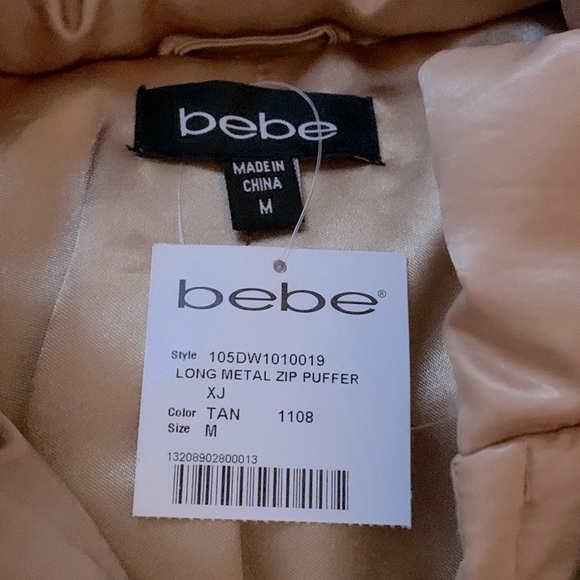 bebe
MADE IN
CHINA
M
bebe®
Style 105DW1010019
LONG METAL ZIP PUFFER
XJ
Color TAN 1108
Size M
13208902800013